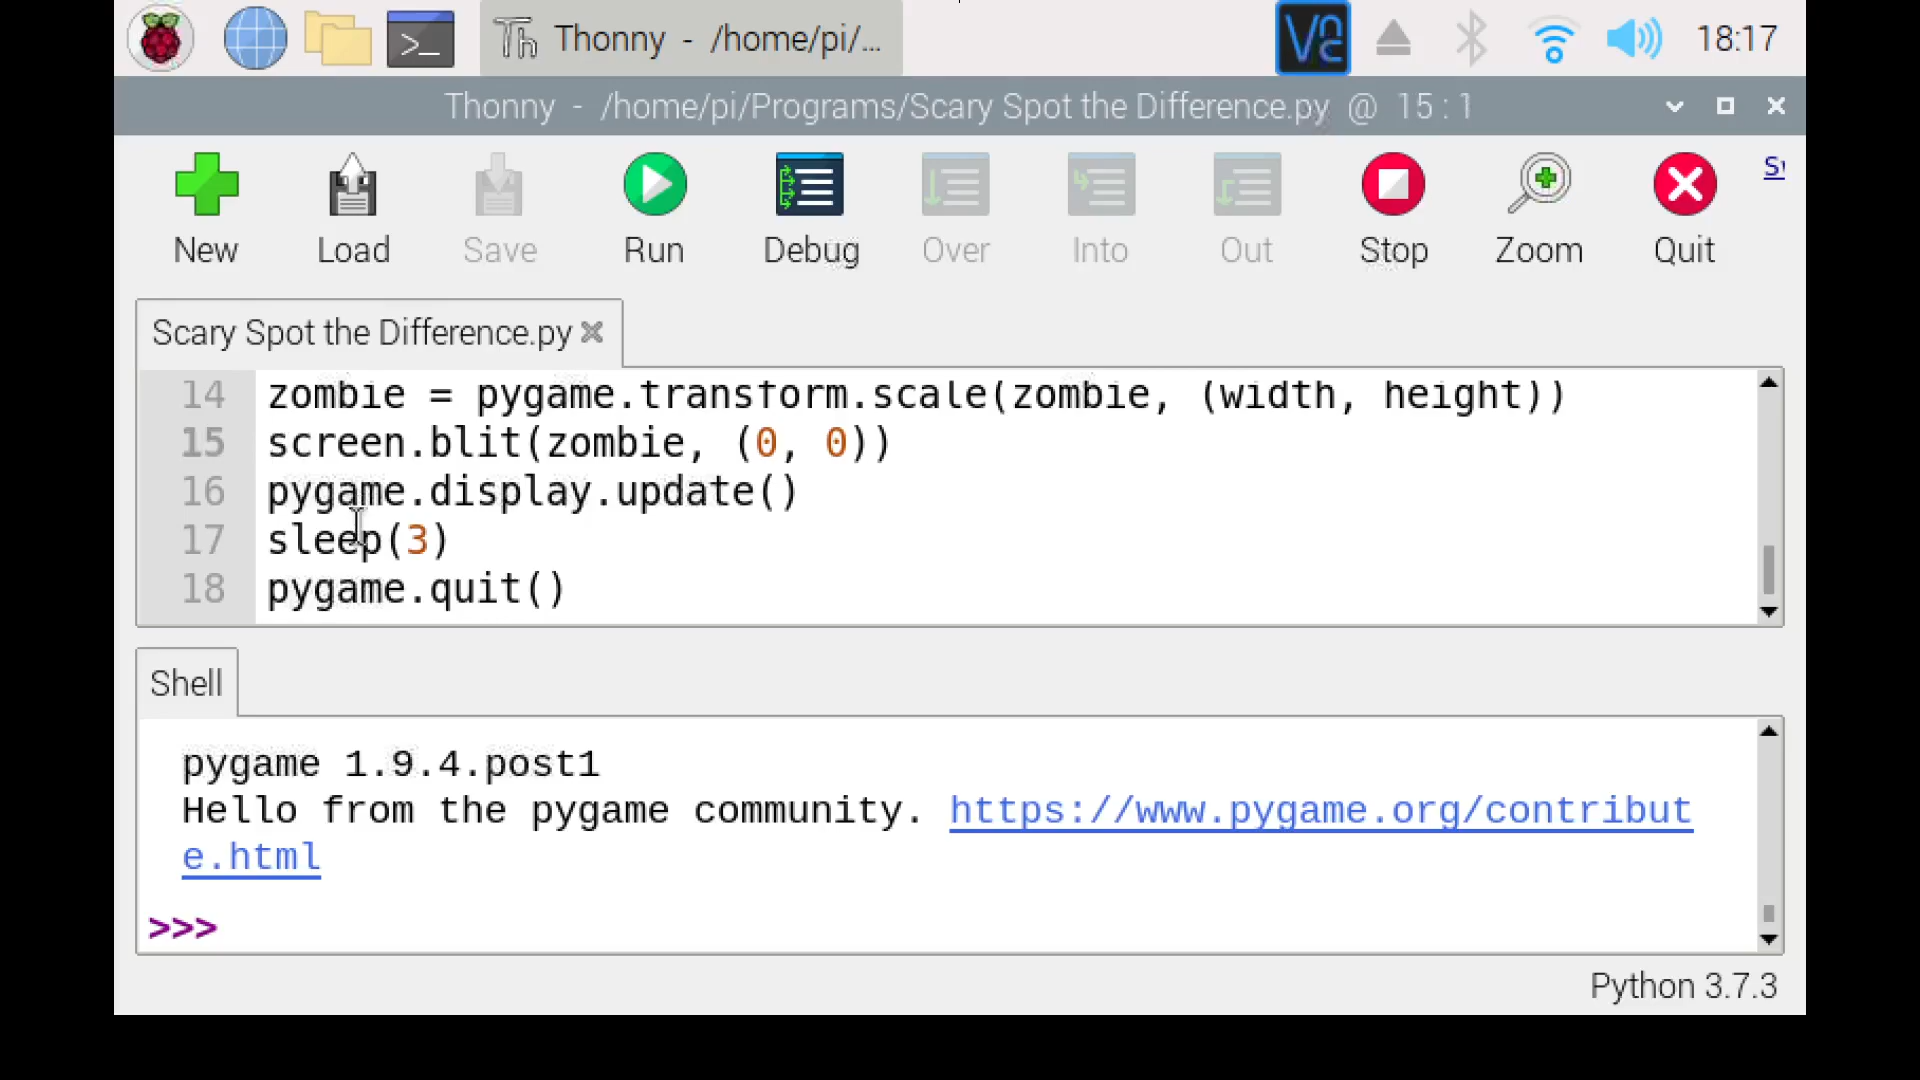 Thonny - /home/pi/...
18:17
Thonny - /home/pi/Programs/Scary Spot the Difference.py @ 15 : 1
New Load Save Run Debug Over Into Out Stop Zoom Quit
Scary Spot the Difference.py
14 zombie = pygame.transform.scale(zombie, (width, height))
15 screen.blit(zombie, (0, 0))
16 pygame.display.update()
17 sleep(3)
18 pygame.quit()
Shell
pygame 1.9.4.post1
Hello from the pygame community. https://www.pygame.org/contribut
e.html
>>>
Python 3.7.3